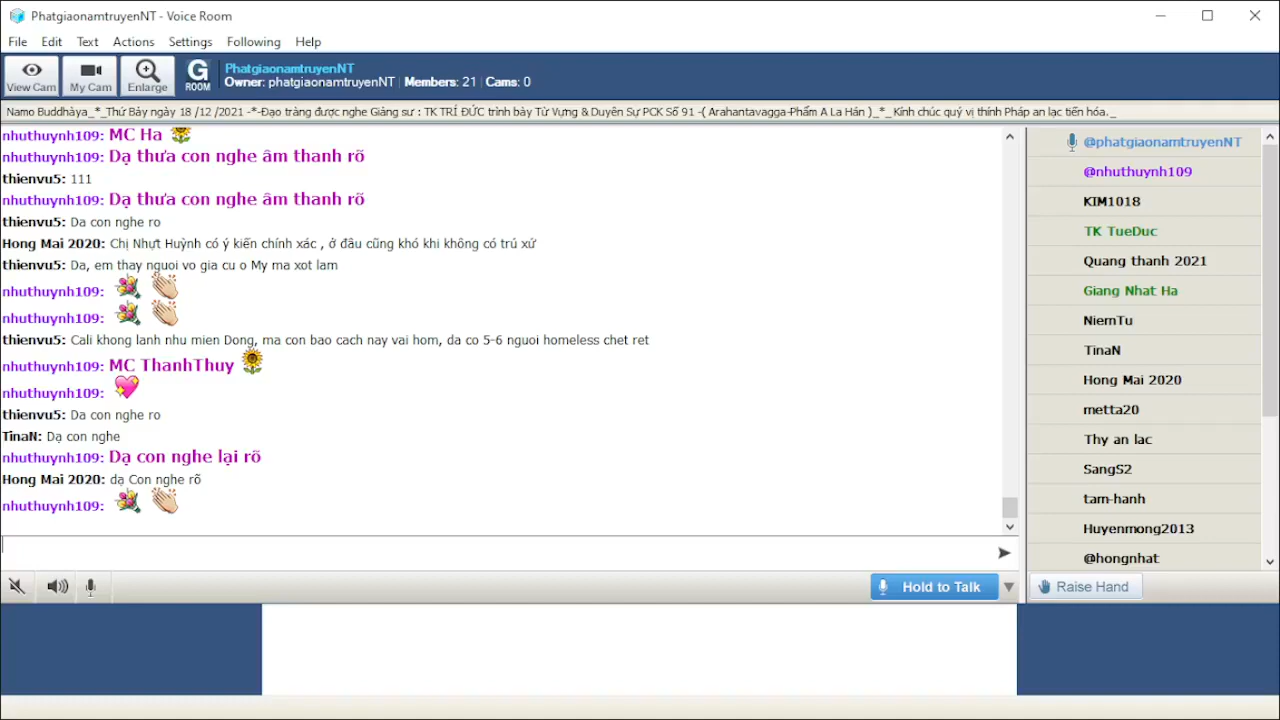 PhatgiaonamtruyenNT - Voice Room
File Edit Text Actions Settings Following Help
View Cam My Cam Enlarge G ROOM
PhatgiaonamtruyenNT
Owner: phatgiaonamtruyenNT Members: 21 Cams: 0
Namo Buddhàya_*_Thứ Bảy ngày 18 /12 /2021 -*-Đạo tràng được nghe Giảng sư : TK TRÍ ĐỨC trình bày Từ Vựng & Duyên Sự PCK Số 91 -( Arahantavagga-Phẩm A La Hán )_*_Kính chúc quý vị thính Pháp an lạc tiến hóa._
nhuthuynh109: MC Ha
nhuthuynh109: Dạ thưa con nghe âm thanh rõ
thienvu5: 111
nhuthuynh109: Dạ thưa con nghe âm thanh rõ
thienvu5: Da con nghe ro
Hong Mai 2020: Chị Nhựt Huỳnh có ý kiến chính xác , ở đâu cũng khó khi không có trú xứ
thienvu5: Da, em thay nguoi vo gia cu o My ma xot lam
nhuthuynh109:
nhuthuynh109:
thienvu5: Cali khong lanh nhu mien Dong, ma con bao cach nay vai hom, da co 5-6 nguoi homeless chet ret
nhuthuynh109: MC ThanhThuy
nhuthuynh109:
thienvu5: Da con nghe ro
TinaN: Dạ con nghe
nhuthuynh109: Dạ con nghe lại rõ
Hong Mai 2020: dạ Con nghe rõ
nhuthuynh109:
@phatgiaonamtruyenNT
@nhuthuynh109
KIM1018
TK TueDuc
Quang thanh 2021
Giang Nhat Ha
NiemTu
TinaN
Hong Mai 2020
metta20
Thy an lac
SangS2
tam-hanh
Huyenmong2013
@hongnhat
Hold to Talk
Raise Hand